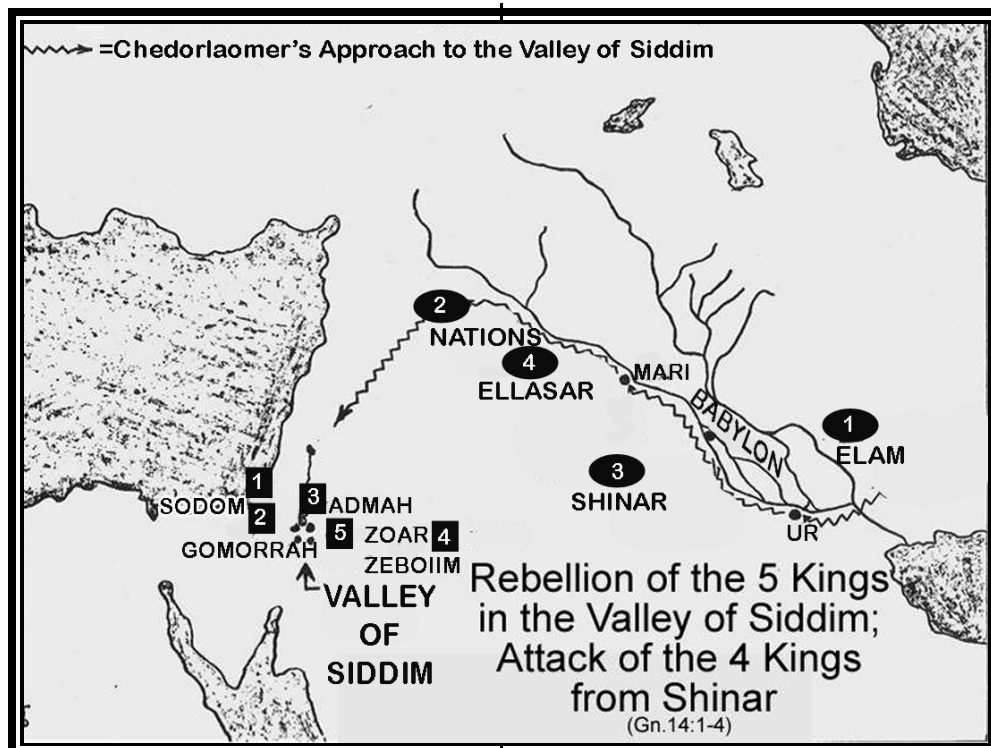 =Chedorlaomer's Approach to the Valley of Siddim
2
NATIONS
4
ELLASAR
MARI
BABYLON
1
ELAM
3
SHINAR
UR
1
SODOM
2
GOMORRAH
3
ADMAH
5
ZOAR
4
ZEBOIIM
VALLEY
OF
SIDDIM
Rebellion of the 5 Kings
in the Valley of Siddim;
Attack of the 4 Kings
from Shinar
(Gn.14:1-4)